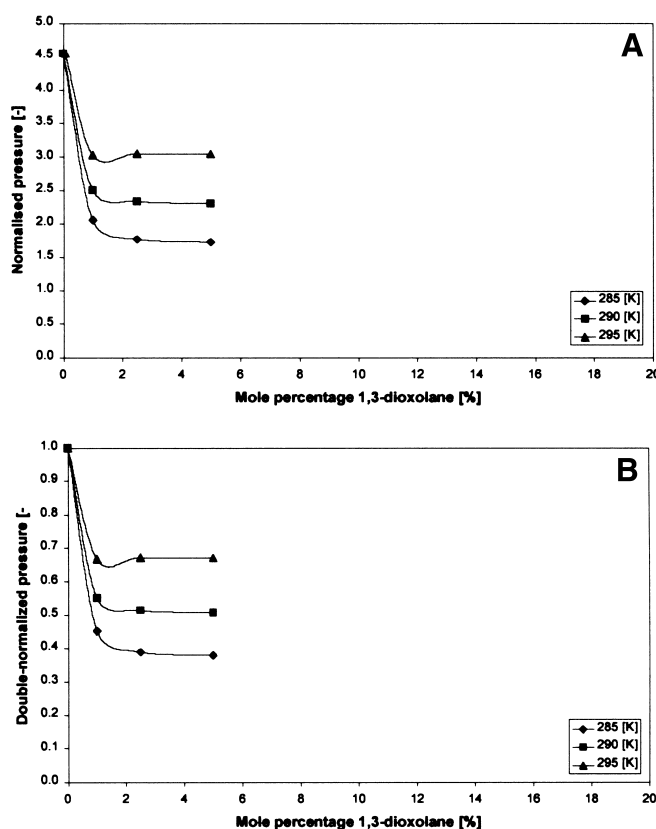 A
Normalised pressure [-]
5.0
4.5
4.0
3.5
3.0
2.5
2.0
1.5
1.0
0.5
0.0
285 [K]
290 [K]
295 [K]
0 2 4 6 8 10 12 14 16 18 20
Mole percentage 1,3-dioxolane [%]
B
Double-normalized pressure [-
1.0
0.9
0.8
0.7
0.6
0.5
0.4
0.3
0.2
0.1
0.0
285 [K]
290 [K]
295 [K]
0 2 4 6 8 10 12 14 16 18 20
Mole percentage 1,3-dioxolane [%]